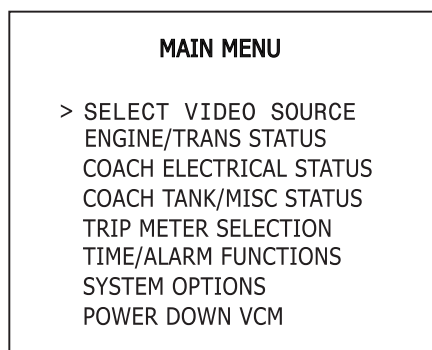 MAIN MENU
> SELECT VIDEO SOURCE
ENGINE/TRANS STATUS
COACH ELECTRICAL STATUS
COACH TANK/MISC STATUS
TRIP METER SELECTION
TIME/ALARM FUNCTIONS
SYSTEM OPTIONS
POWER DOWN VCM